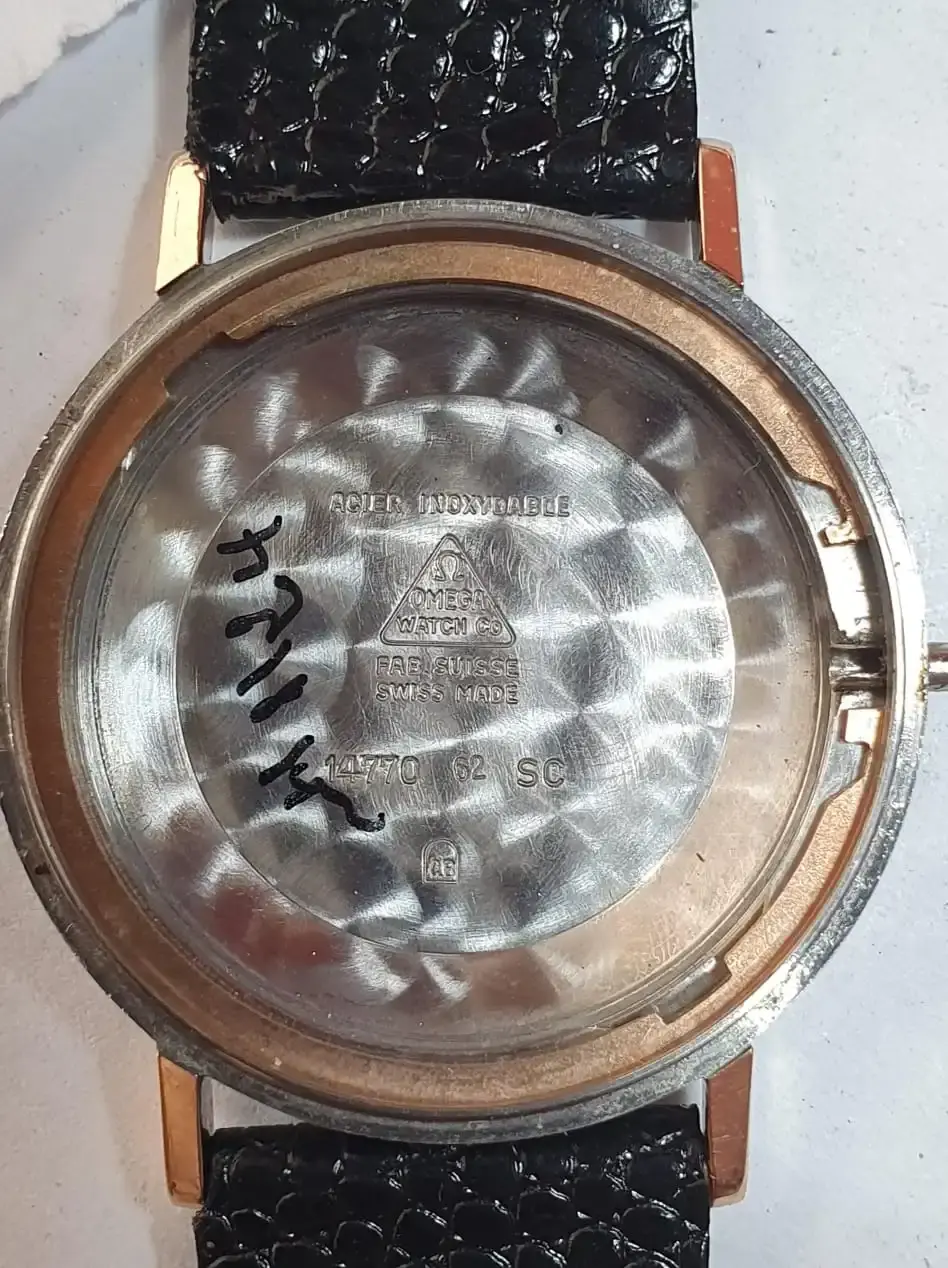 ACIER INOXYDABLE
Ω
OMEGA
WATCH CO
FAB. SUISSE
SWISS MADE
14770 62 SC